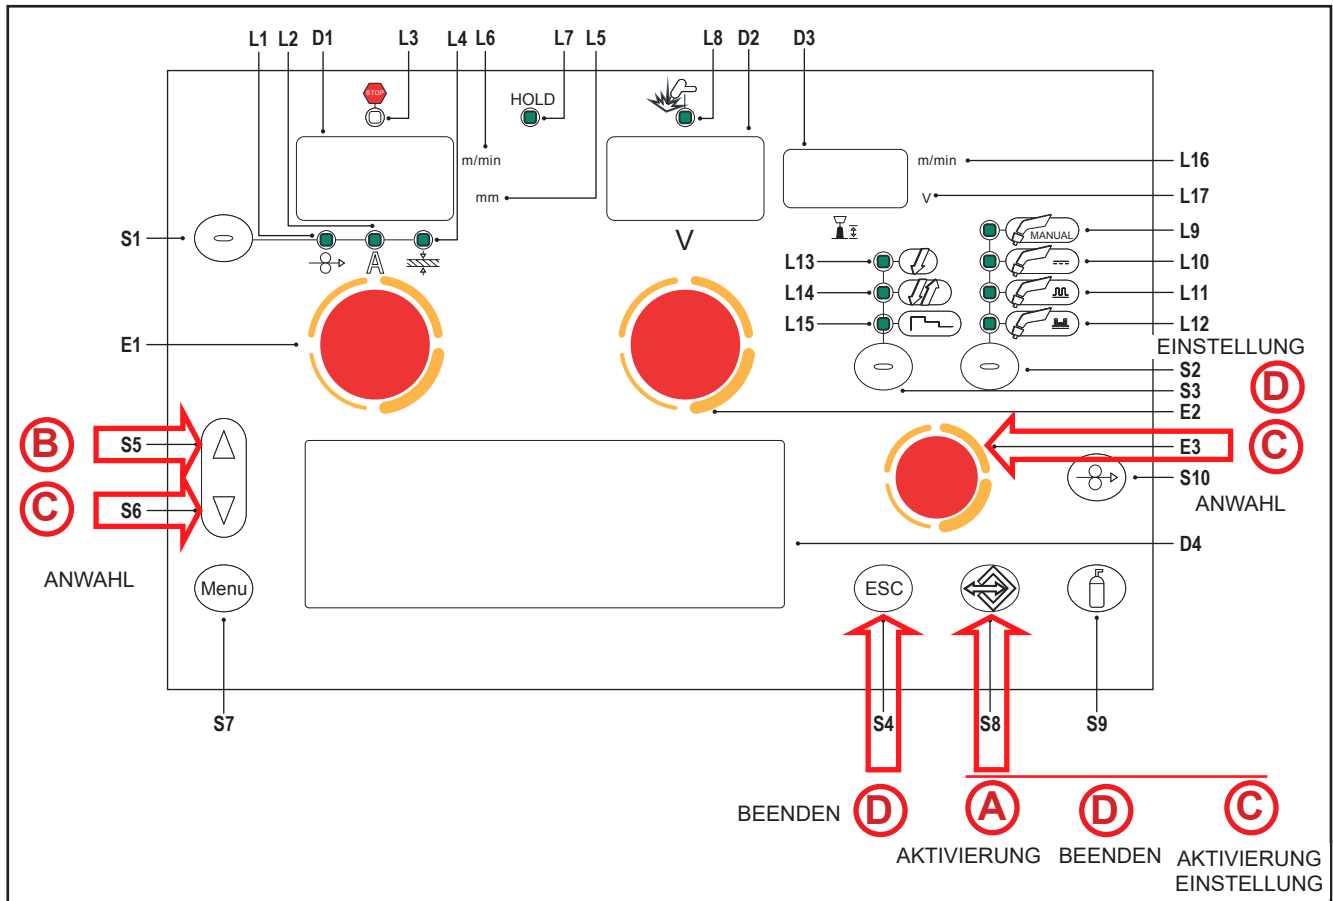 L1 L2 D1 L3 L4 L6 L7 L5 L8 D2 D3
STOP
HOLD
m/min
mm
m/min
V
L16
L17
S1
A
V
MANUAL
L9
L13
L10
L14
L11
L15
L12
E1
EINSTELLUNG
S2
D
S3
E2
B
S5
E3
C
C
S6
S10
ANWAHL
D4
ANWAHL
Menu
ESC
S7
S4
S8
S9
BEENDEN
D
A
D
C
AKTIVIERUNG
BEENDEN
AKTIVIERUNG
EINSTELLUNG